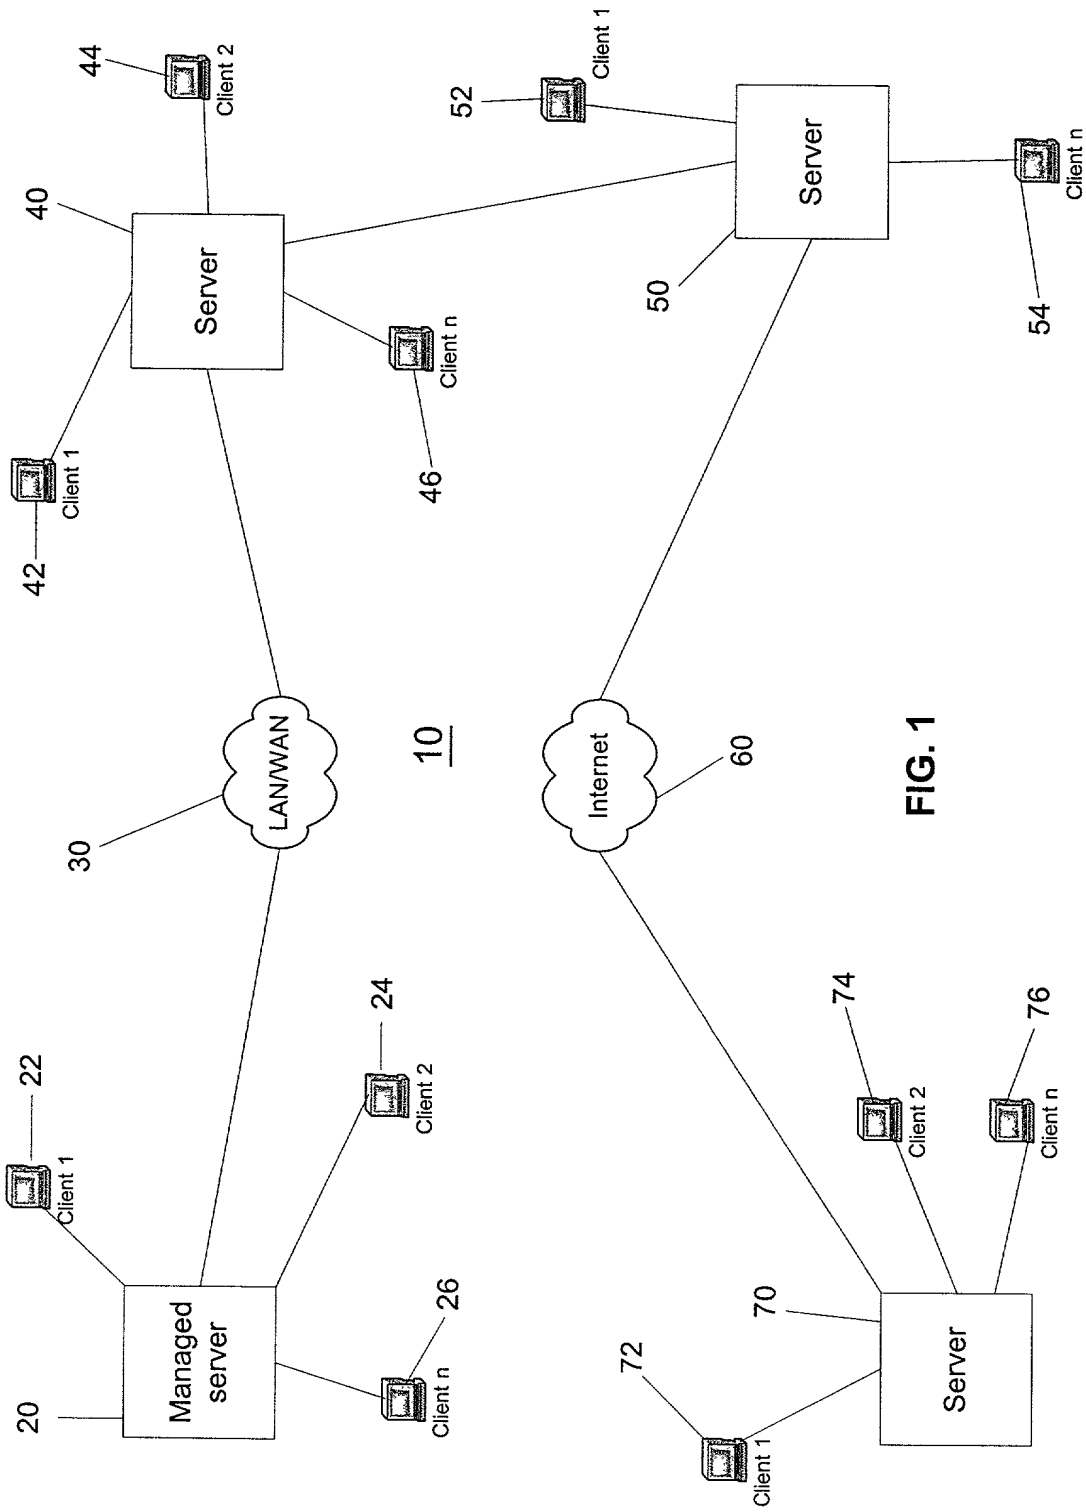 20
22
Client 1
30
42
Client 1
40
44
Client 2
Managed
server
LAN/WAN
Server
26
Client n
24
Client 2
10
46
Client n
52
Client 1
72
Client 1
Internet
60
50
Server
70
74
Client 2
Server
76
Client n
54
Client n
FIG. 1